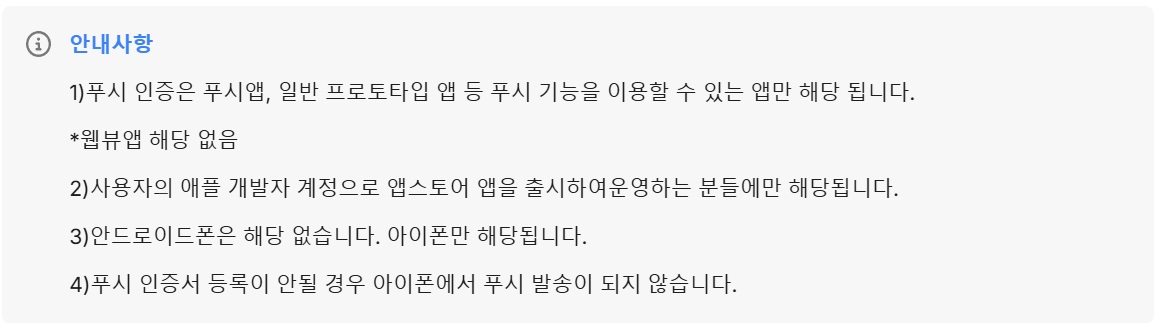 안내사항
1)푸시 인증은 푸시앱, 일반 프로토타입 앱 등 푸시 기능을 이용할 수 있는 앱만 해당 됩니다.
*웹뷰앱 해당 없음
2)사용자의 애플 개발자 계정으로 앱스토어 앱을 출시하여운영하는 분들에만 해당됩니다.
3)안드로이드폰은 해당 없습니다. 아이폰만 해당됩니다.
4)푸시 인증서 등록이 안될 경우 아이폰에서 푸시 발송이 되지 않습니다.